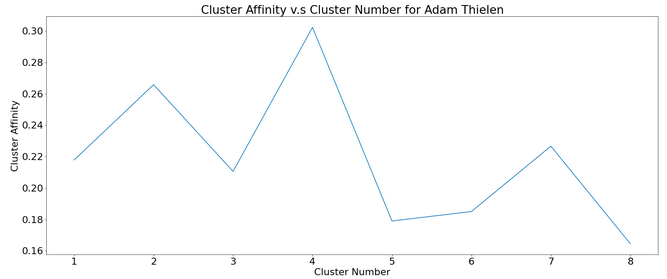 Cluster Affinity v.s Cluster Number for Adam Thielen
Cluster Affinity
0.30
0.28
0.26
0.24
0.22
0.20
0.18
0.16
1 2 3 4 5 6 7 8
Cluster Number